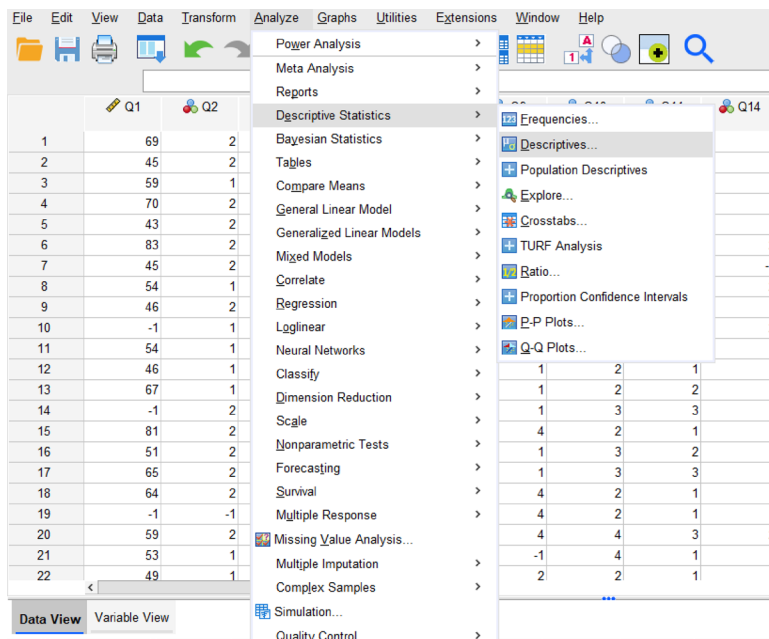 File Edit View Data Transform Analyze Graphs Utilities Extensions Window Help
Power Analysis
Meta Analysis
Reports
Descriptive Statistics
Bayesian Statistics
Tables
Compare Means
General Linear Model
Generalized Linear Models
Mixed Models
Correlate
Regression
Loglinear
Neural Networks
Classify
Dimension Reduction
Scale
Nonparametric Tests
Forecasting
Survival
Multiple Response
Missing Value Analysis...
Multiple Imputation
Complex Samples
Simulation...
Quality Control
123 Frequencies...
Descriptives...
Population Descriptives
Explore...
Crosstabs...
TURF Analysis
1/2 Ratio...
Proportion Confidence Intervals
P-P Plots...
Q-Q Plots...
1 A
Q1 Q2 Q14
1 69 2
2 45 2
3 59 1
4 70 2
5 43 2
6 83 2
7 45 2
8 54 1
9 46 2
10 -1 1
11 54 1
12 46 1 1 2 1
13 67 1 1 2 2
14 -1 2 1 3 3
15 81 2 4 2 1
16 51 2 1 3 2
17 65 2 1 3 3
18 64 2 4 2 1
19 -1 -1 4 2 1
20 59 2 4 4 3
21 53 1 -1 4 1
22 49 1 2 2 1
Data View Variable View